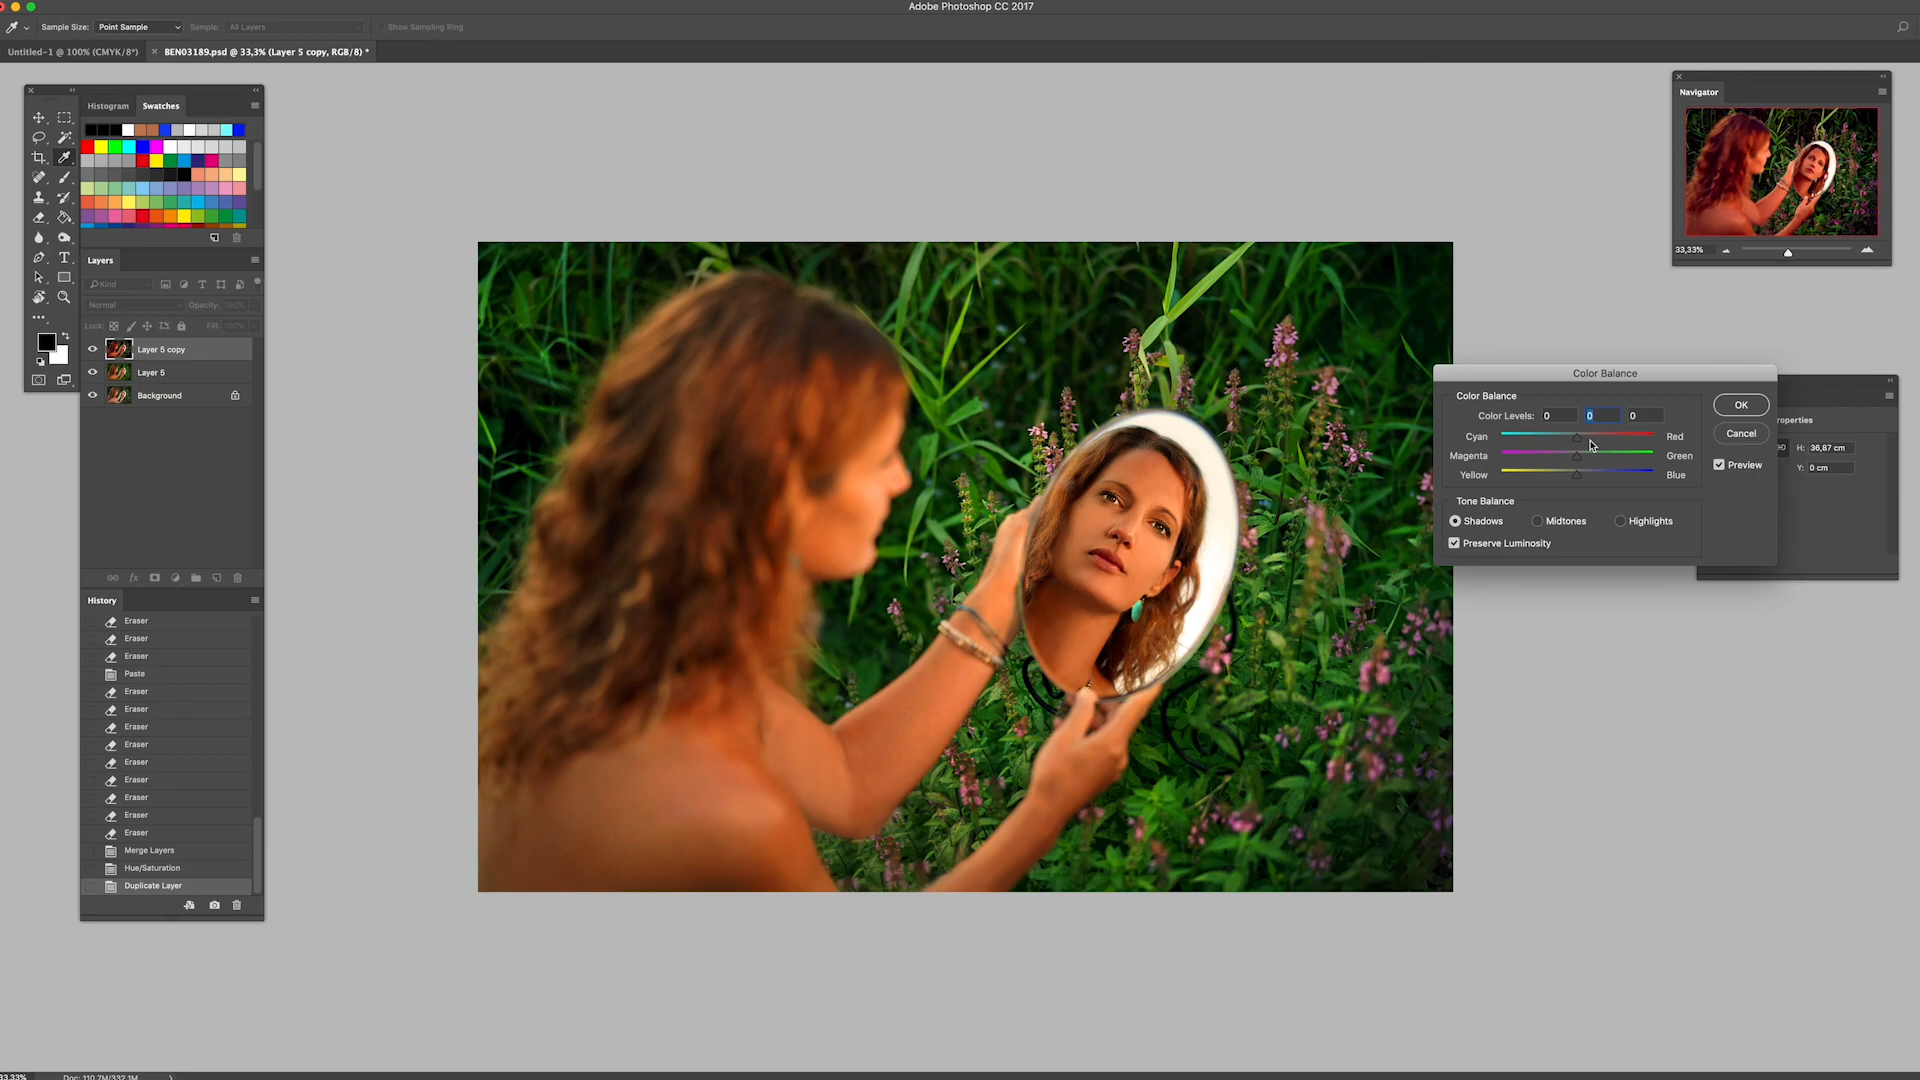 Adobe Photoshop CC 2017
Sample Size: Point Sample Sample: All Layers Show Sampling Ring
Untitled-1 @ 100% (CMYK/8*) × BEN03189.psd @ 33,3% (Layer 5 copy, RGB/8) *
Histogram Swatches
Layers
Kind
Normal Opacity: 100%
Lock: Fill: 100%
Layer 5 copy
Layer 5
Background
History
Eraser
Eraser
Eraser
Paste
Eraser
Eraser
Eraser
Eraser
Eraser
Eraser
Eraser
Eraser
Eraser
Merge Layers
Hue/Saturation
Duplicate Layer
33,33% Doc: 110,7M/332,1M
Navigator
33,33%
Color Balance
Color Balance
Color Levels: 0 0 0
Cyan Red
Magenta Green
Yellow Blue
Tone Balance
Shadows Midtones Highlights
Preserve Luminosity
OK
Cancel
Preview
roperties
H: 36,87 cm
Y: 0 cm